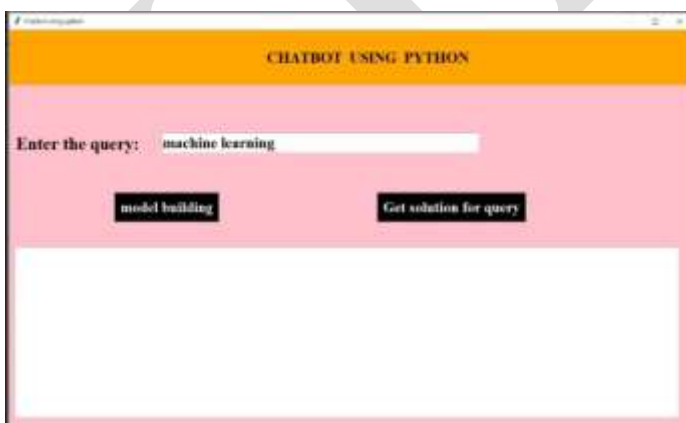 CHATBOT USING PYTHON
Enter the query: machine learning
model building Get solution for query